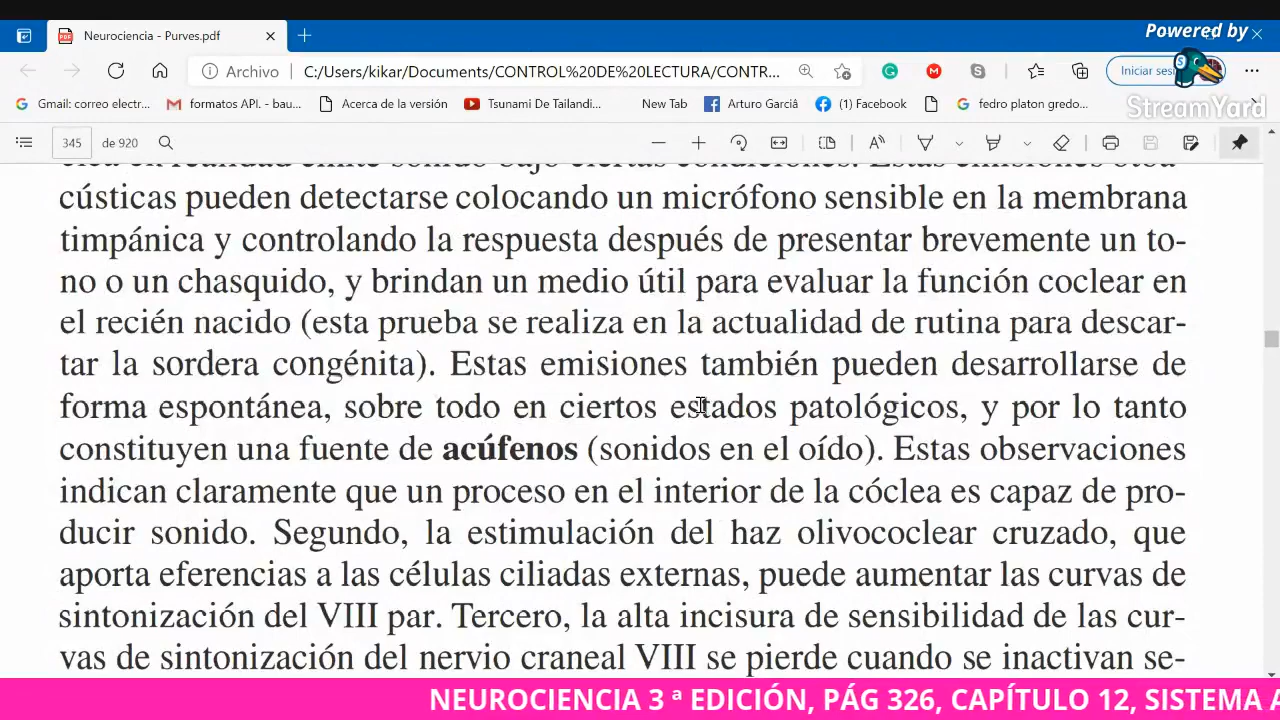 Powered by
Neurociencia - Purves.pdf
Archivo C:/Users/kikar/Documents/CONTROL%20DE%20LECTURA/CONTR...
Iniciar sesi
StreamYard
Gmail: correo electr... formatos API. - bau... Acerca de la versión Tsunami De Tailandi... New Tab Arturo Garciâ (1) Facebook fedro platon gredo...
345 de 920
cústicas pueden detectarse colocando un micrófono sensible en la membrana
timpánica y controlando la respuesta después de presentar brevemente un to-
no o un chasquido, y brindan un medio útil para evaluar la función coclear en
el recién nacido (esta prueba se realiza en la actualidad de rutina para descar-
tar la sordera congénita). Estas emisiones también pueden desarrollarse de
forma espontánea, sobre todo en ciertos estados patológicos, y por lo tanto
constituyen una fuente de acúfenos (sonidos en el oído). Estas observaciones
indican claramente que un proceso en el interior de la cóclea es capaz de pro-
ducir sonido. Segundo, la estimulación del haz olivococlear cruzado, que
aporta eferencias a las células ciliadas externas, puede aumentar las curvas de
sintonización del VIII par. Tercero, la alta incisura de sensibilidad de las cur-
vas de sintonización del nervio craneal VIII se pierde cuando se inactivan se-
NEUROCIENCIA 3 ª EDICIÓN, PÁG 326, CAPÍTULO 12, SISTEMA A